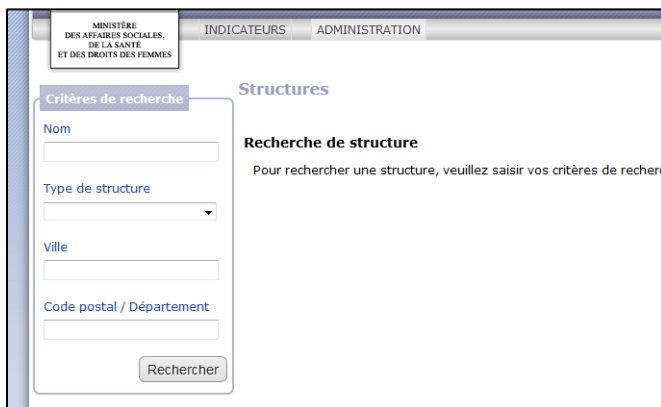 MINISTÈRE
DES AFFAIRES SOCIALES,
DE LA SANTÉ
ET DES DROITS DES FEMMES
INDICATEURS ADMINISTRATION
Structures
Critères de recherche
Nom
Recherche de structure
Pour rechercher une structure, veuillez saisir vos critères de recher
Type de structure
Ville
Code postal / Département
Rechercher